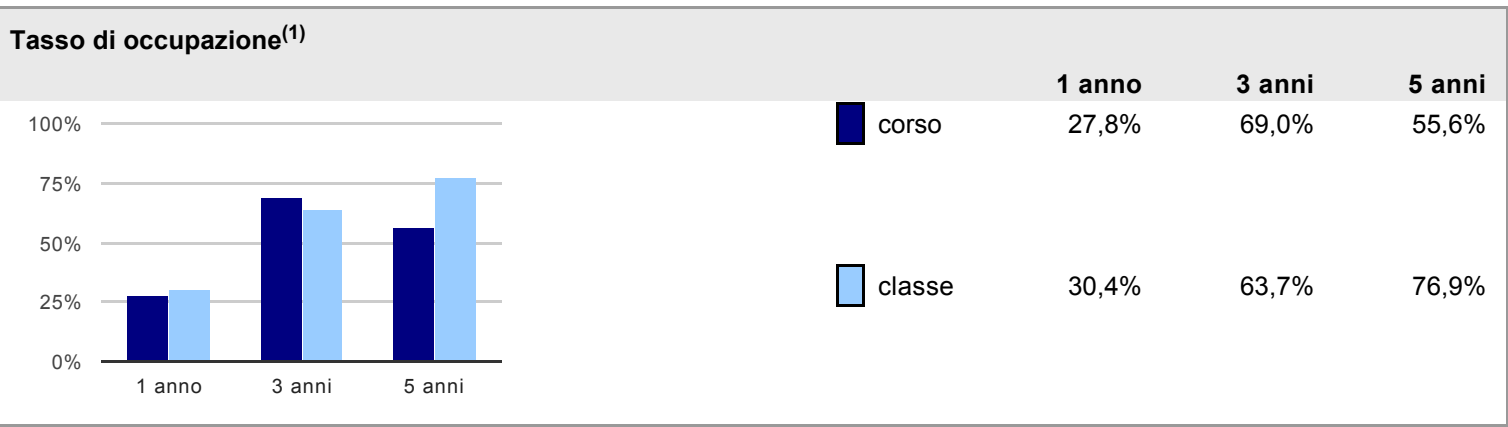 Tasso di occupazione(1)
1 anno 3 anni 5 anni
100%
75%
50%
25%
0%
1 anno 3 anni 5 anni
corso 27,8% 69,0% 55,6%
classe 30,4% 63,7% 76,9%